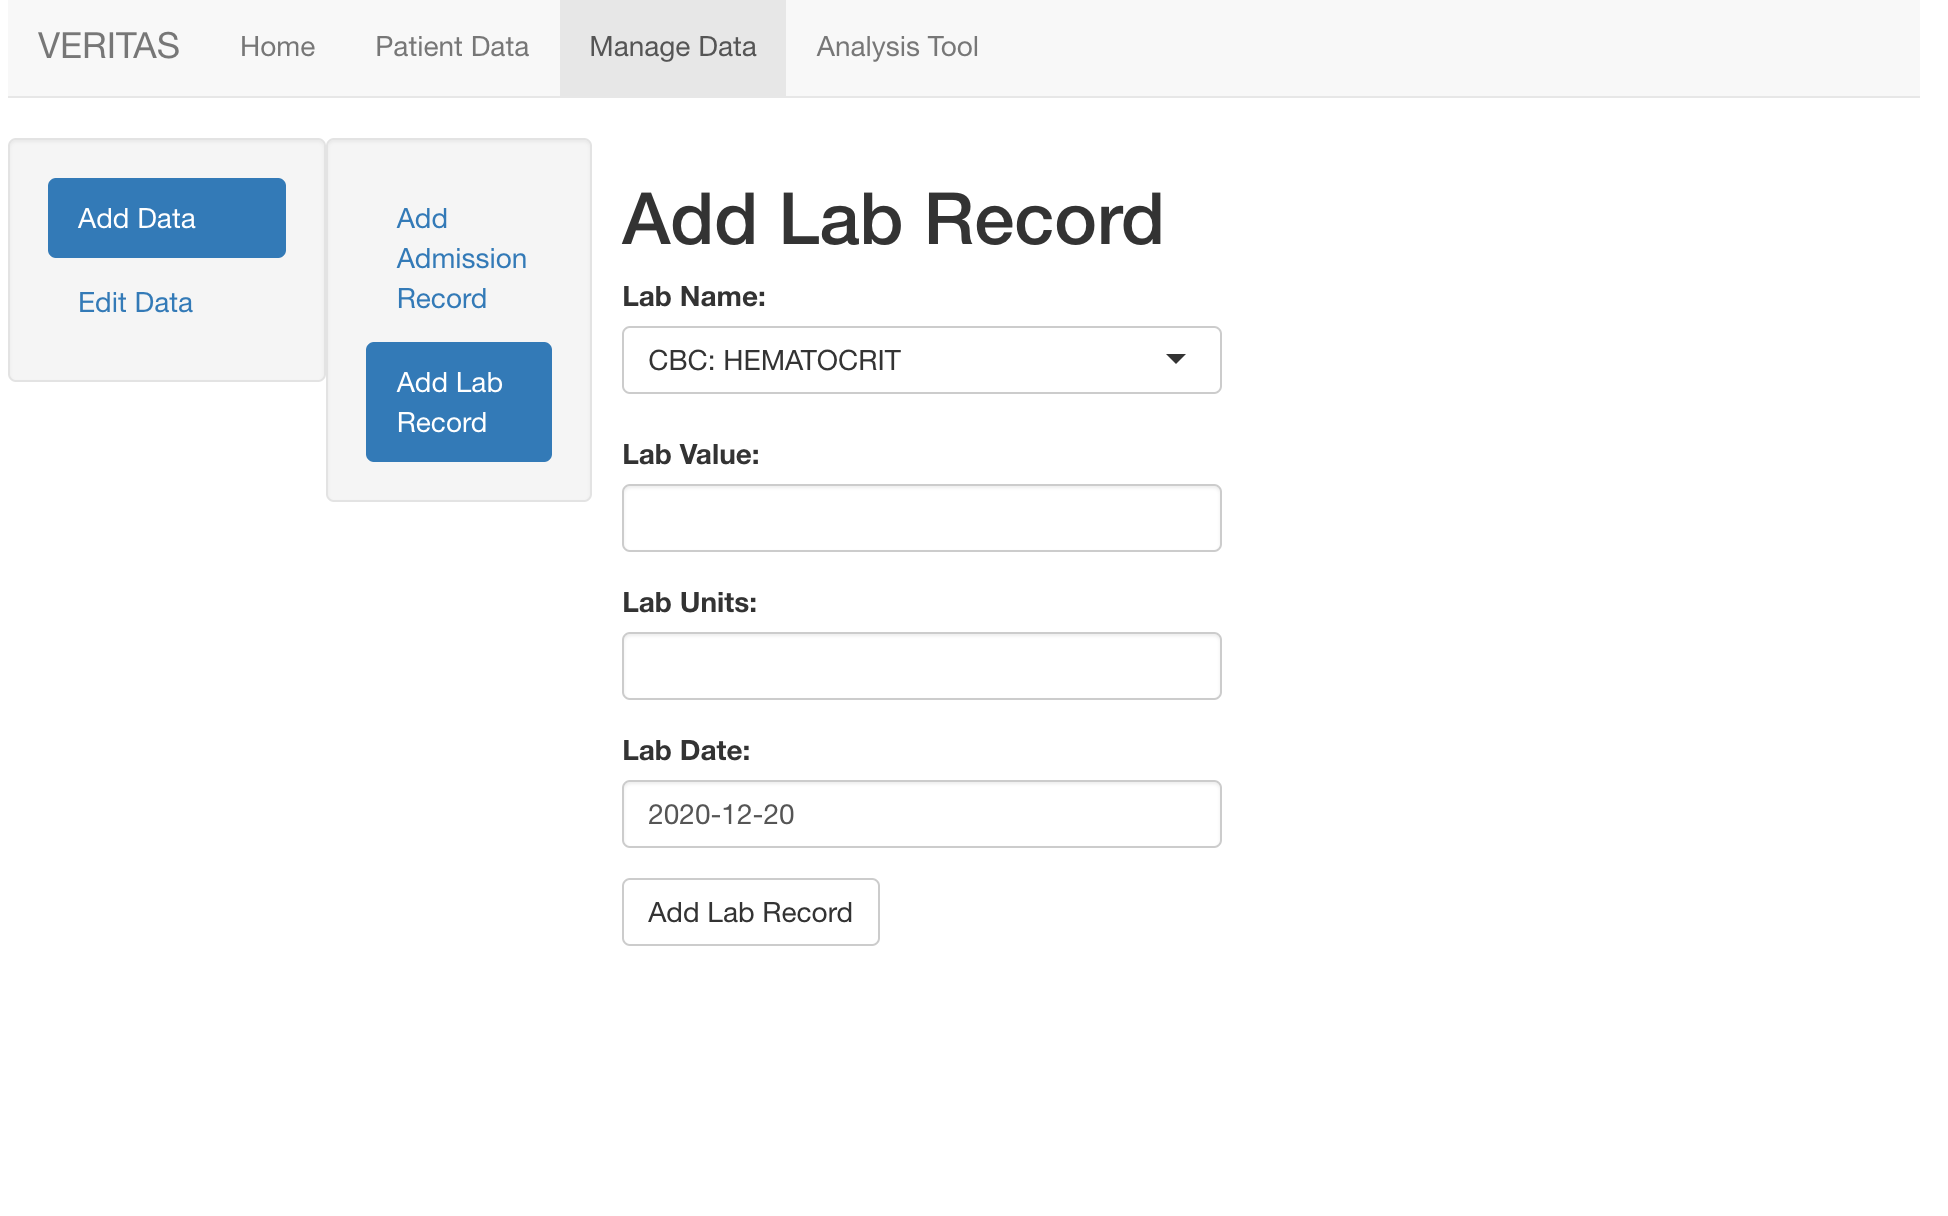 VERITAS Home Patient Data Manage Data Analysis Tool
Add Data
Edit Data
Add
Admission
Record
Add Lab
Record
Add Lab Record
Lab Name:
CBC: HEMATOCRIT
Lab Value:
Lab Units:
Lab Date:
2020-12-20
Add Lab Record